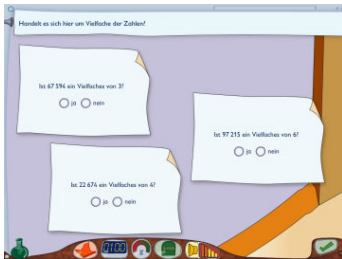 Handelt es sich hier um Vielfache der Zahlen?
Ist 67 594 ein Vielfaches von 3?
ja nein
Ist 97 215 ein Vielfaches von 6?
ja nein
Ist 22 674 ein Vielfaches von 4?
ja nein